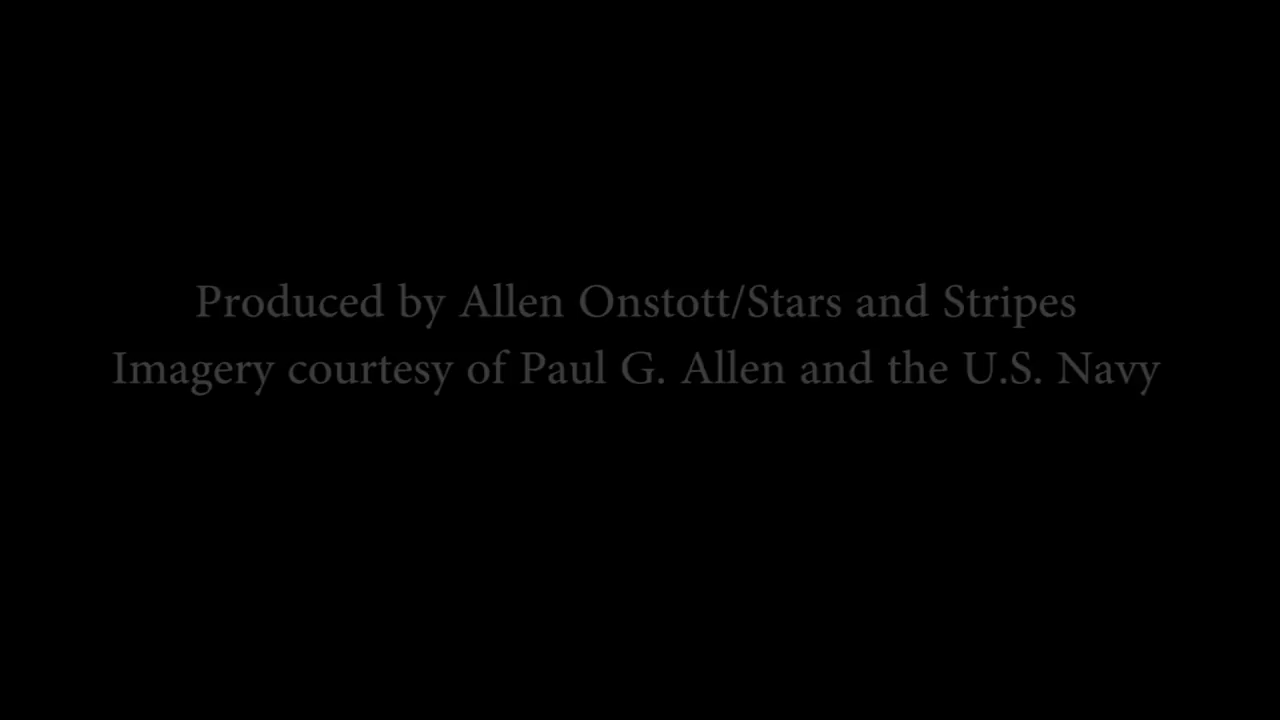 Produced by Allen Onstott/Stars and Stripes
Imagery courtesy of Paul G. Allen and the U.S. Navy